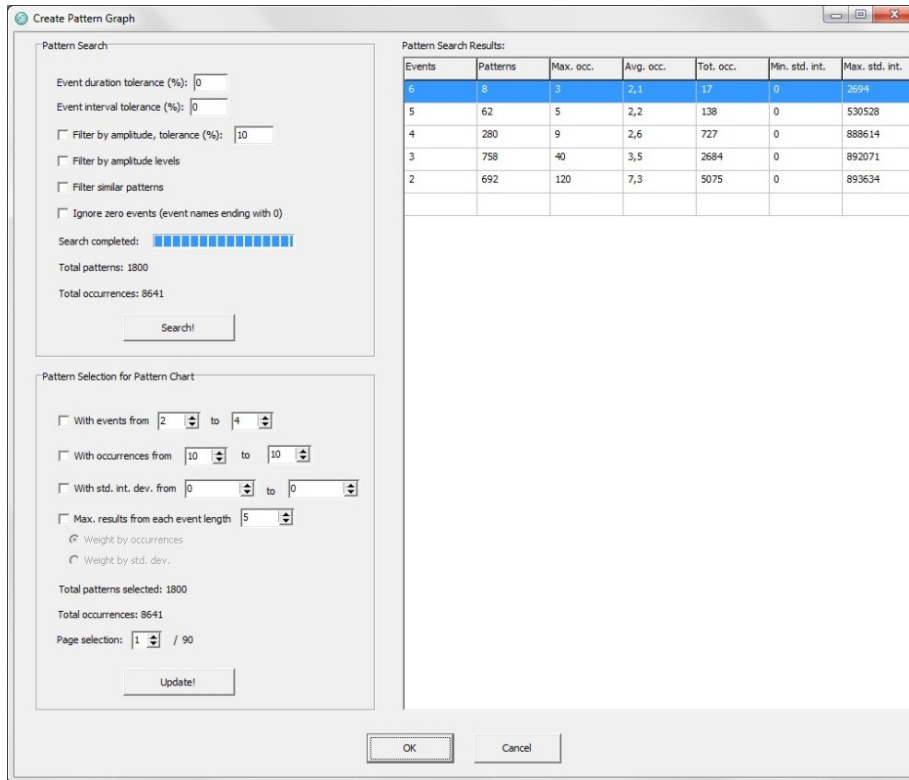 Create Pattern Graph
Pattern Search
Event duration tolerance (%): 0
Event interval tolerance (%): 0
Filter by amplitude, tolerance (%): 10
Filter by amplitude levels
Filter similar patterns
Ignore zero events (event names ending with 0)
Search completed:
Total patterns: 1800
Total occurrences: 8641
Search!
Pattern Selection for Pattern Chart
With events from 2 to 4
With occurrences from 10 to 10
With std. int. dev. from 0 to 0
Max. results from each event length 5
Weight by occurrences
Weight by std. dev.
Total patterns selected: 1800
Total occurrences: 8641
Page selection: 1 / 90
Update!
Pattern Search Results:
Events Patterns Max. occ. Avg. occ. Tot. occ. Min. std. int. Max. std. int.
6 8 3 2,1 17 0 2694
5 62 5 2,2 138 0 530528
4 280 9 2,6 727 0 888614
3 758 40 3,5 2684 0 892071
2 692 120 7,3 5075 0 893634
OK Cancel